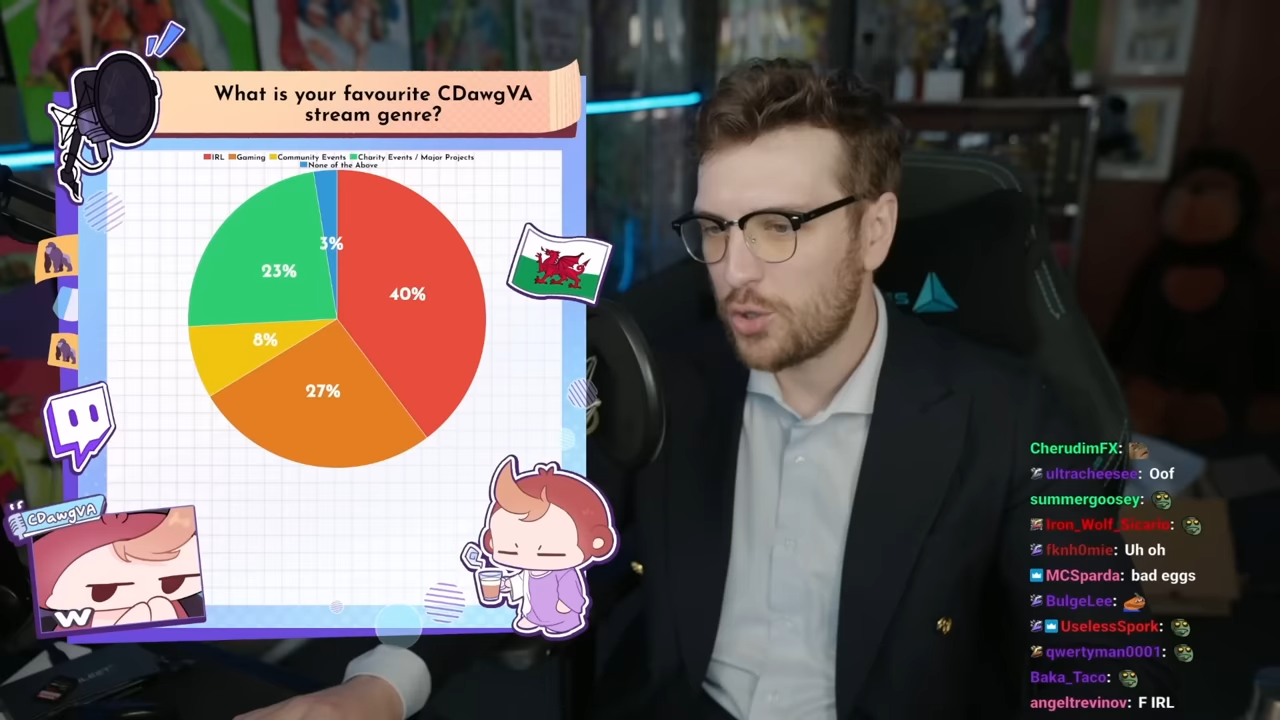 What is your favourite CDawgVA
stream genre?
IRL Gaming Community Events Charity Events / Major Projects
None of the Above
3%
23%
40%
8%
27%
CDawgVA
W
CherudimFX:
ultracheesee: Oof
summergoosey:
Iron_Wolf_Sicario:
fknh0mie: Uh oh
MCSparda: bad eggs
BulgeLee:
UselessSpork:
qwertyman0001:
Baka_Taco:
angeltrevinov: F IRL